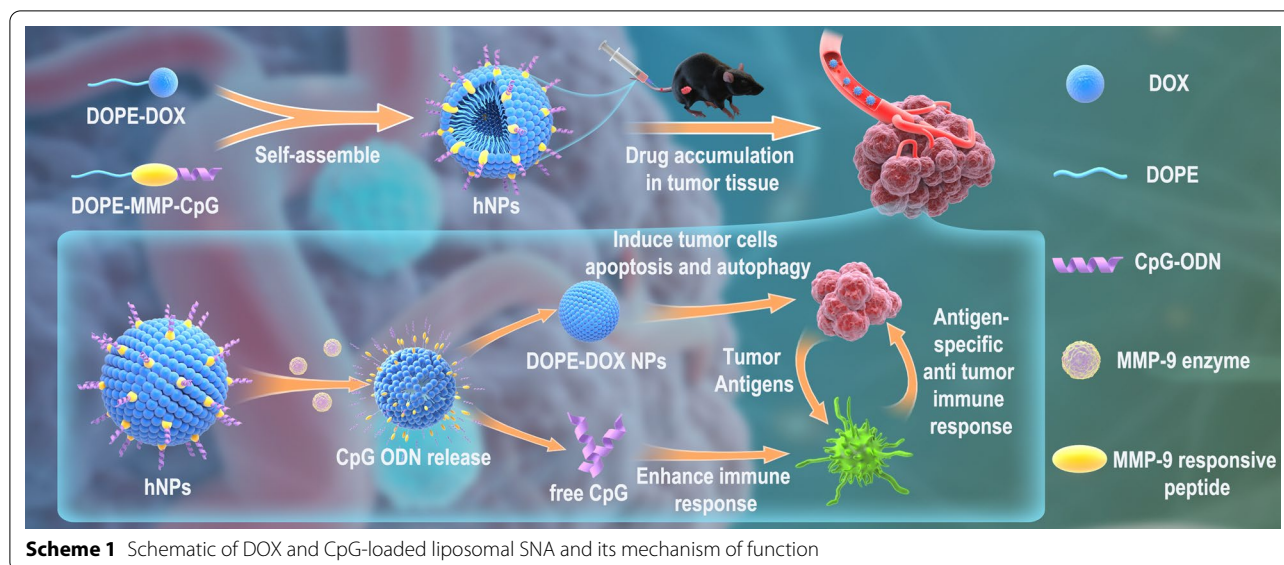 DOPE-DOX
DOPE-MMP-CpG
Self-assemble
hNPs
Drug accumulation
in tumor tissue
hNPs
CpG ODN release
Induce tumor cells
apoptosis and autophagy
DOPE-DOX NPs
free CpG
Enhance immune
response
Tumor
Antigens
Antigen-
specific
anti tumor
immune
response
DOX
DOPE
CpG-ODN
MMP-9 enzyme
MMP-9 responsive
peptide
Scheme 1 Schematic of DOX and CpG-loaded liposomal SNA and its mechanism of function